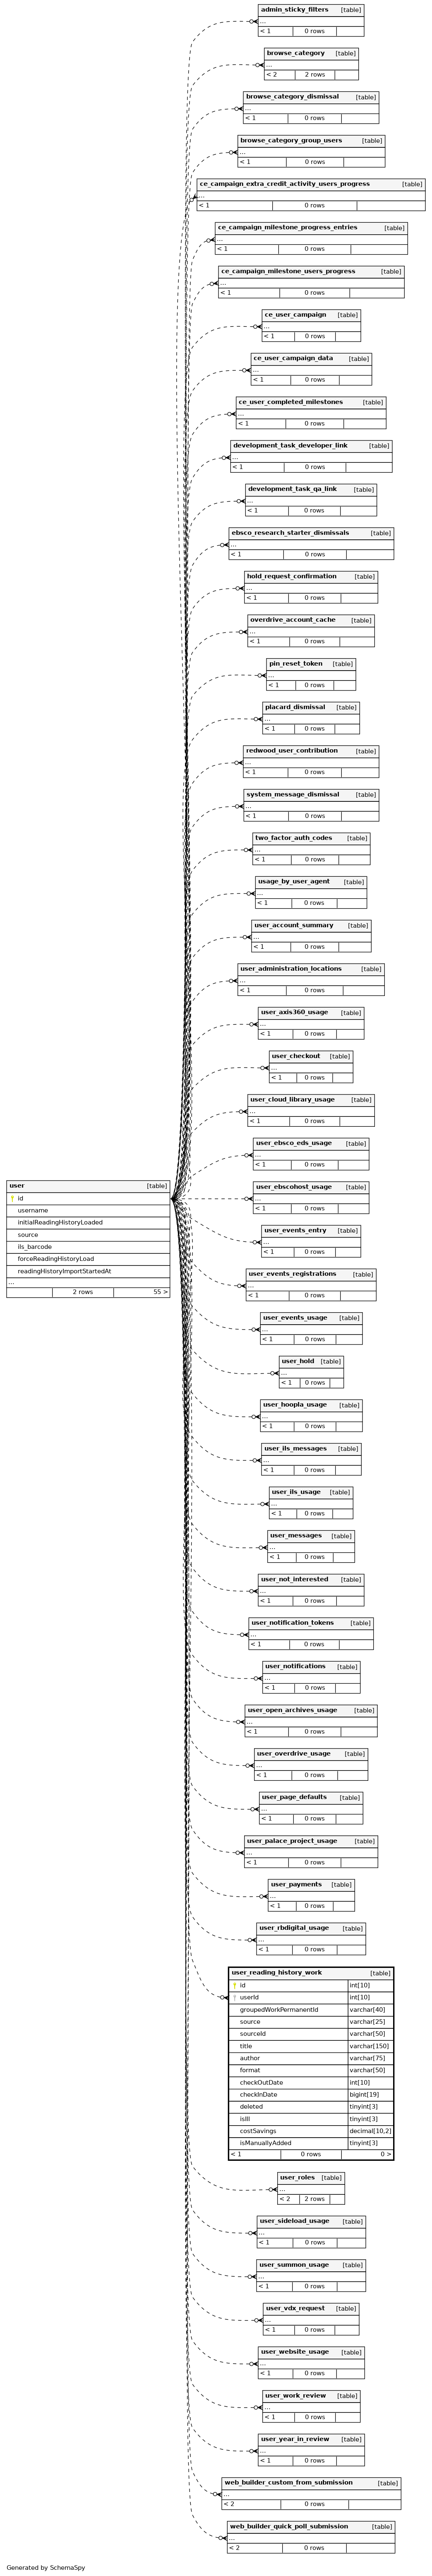 admin_sticky_filters [table]
...
< 1 0 rows
browse_category [table]
...
< 2 2 rows
browse_category_dismissal [table]
...
< 1 0 rows
browse_category_group_users [table]
...
< 1 0 rows
ce_campaign_extra_credit_activity_users_progress [table]
...
< 1 0 rows
ce_campaign_milestone_progress_entries [table]
...
< 1 0 rows
ce_campaign_milestone_users_progress [table]
...
< 1 0 rows
ce_user_campaign [table]
...
< 1 0 rows
ce_user_campaign_data [table]
...
< 1 0 rows
ce_user_completed_milestones [table]
...
< 1 0 rows
development_task_developer_link [table]
...
< 1 0 rows
development_task_qa_link [table]
...
< 1 0 rows
ebsco_research_starter_dismissals [table]
...
< 1 0 rows
hold_request_confirmation [table]
...
< 1 0 rows
overdrive_account_cache [table]
...
< 1 0 rows
pin_reset_token [table]
...
< 1 0 rows
placard_dismissal [table]
...
< 1 0 rows
redwood_user_contribution [table]
...
< 1 0 rows
system_message_dismissal [table]
...
< 1 0 rows
two_factor_auth_codes [table]
...
< 1 0 rows
usage_by_user_agent [table]
...
< 1 0 rows
user_account_summary [table]
...
< 1 0 rows
user_administration_locations [table]
...
< 1 0 rows
user_axis360_usage [table]
...
< 1 0 rows
user_checkout [table]
...
< 1 0 rows
user_cloud_library_usage [table]
...
< 1 0 rows
user_ebsco_eds_usage [table]
...
< 1 0 rows
user [table]
id
username
initialReadingHistoryLoaded
source
ils_barcode
forceReadingHistoryLoad
readingHistoryImportStartedAt
...
2 rows 55 >
user_ebscohost_usage [table]
...
< 1 0 rows
user_events_entry [table]
...
< 1 0 rows
user_events_registrations [table]
...
< 1 0 rows
user_events_usage [table]
...
< 1 0 rows
user_hold [table]
...
< 1 0 rows
user_hoopla_usage [table]
...
< 1 0 rows
user_ils_messages [table]
...
< 1 0 rows
user_ils_usage [table]
...
< 1 0 rows
user_messages [table]
...
< 1 0 rows
user_not_interested [table]
...
< 1 0 rows
user_notification_tokens [table]
...
< 1 0 rows
user_notifications [table]
...
< 1 0 rows
user_open_archives_usage [table]
...
< 1 0 rows
user_overdrive_usage [table]
...
< 1 0 rows
user_page_defaults [table]
...
< 1 0 rows
user_palace_project_usage [table]
...
< 1 0 rows
user_payments [table]
...
< 1 0 rows
user_rbdigital_usage [table]
...
< 1 0 rows
user_reading_history_work [table]
id int[10]
userId int[10]
groupedWorkPermanentId varchar[40]
source varchar[25]
sourceId varchar[50]
title varchar[150]
author varchar[75]
format varchar[50]
checkOutDate int[10]
checkInDate bigint[19]
deleted tinyint[3]
isIll tinyint[3]
costSavings decimal[10,2]
isManuallyAdded tinyint[3]
< 1 0 rows 0 >
user_roles [table]
...
< 2 2 rows
user_sideload_usage [table]
...
< 1 0 rows
user_summon_usage [table]
...
< 1 0 rows
user_vdx_request [table]
...
< 1 0 rows
user_website_usage [table]
...
< 1 0 rows
user_work_review [table]
...
< 1 0 rows
user_year_in_review [table]
...
< 1 0 rows
web_builder_custom_from_submission [table]
...
< 2 0 rows
web_builder_quick_poll_submission [table]
...
< 2 0 rows
Generated by SchemaSpy